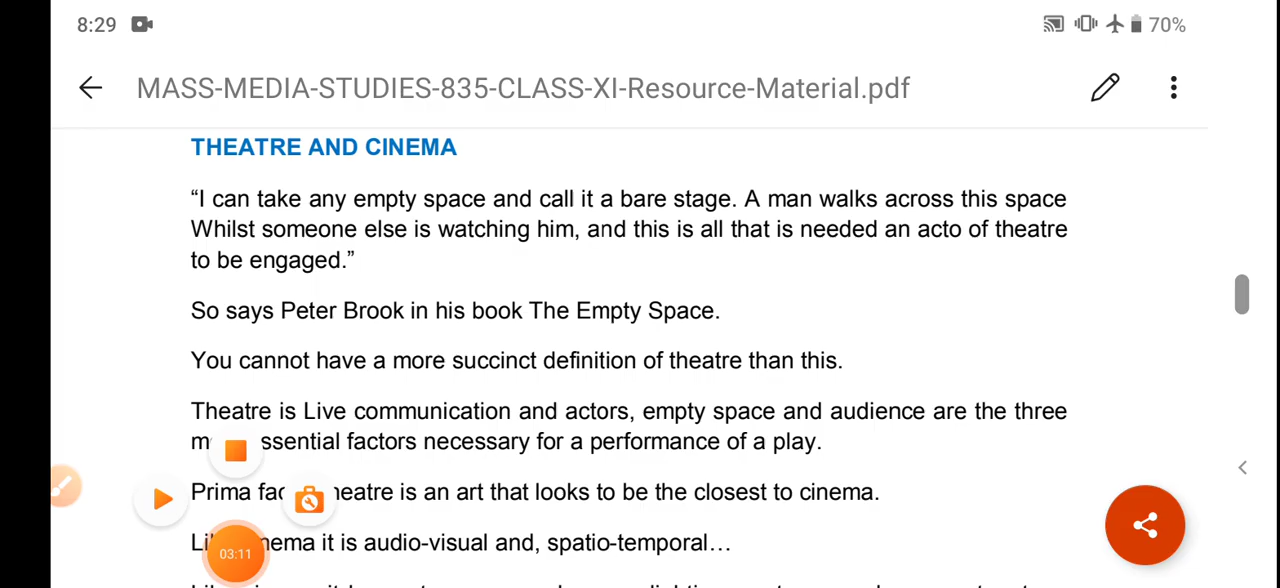 8:29
70%
MASS-MEDIA-STUDIES-835-CLASS-XI-Resource-Material.pdf
THEATRE AND CINEMA
“I can take any empty space and call it a bare stage. A man walks across this space
Whilst someone else is watching him, and this is all that is needed an acto of theatre
to be engaged.”
So says Peter Brook in his book The Empty Space.
You cannot have a more succinct definition of theatre than this.
Theatre is Live communication and actors, empty space and audience are the three
ssential factors necessary for a performance of a play.
Prima fac heatre is an art that looks to be the closest to cinema.
Li nema it is audio-visual and, spatio-temporal…
03:11